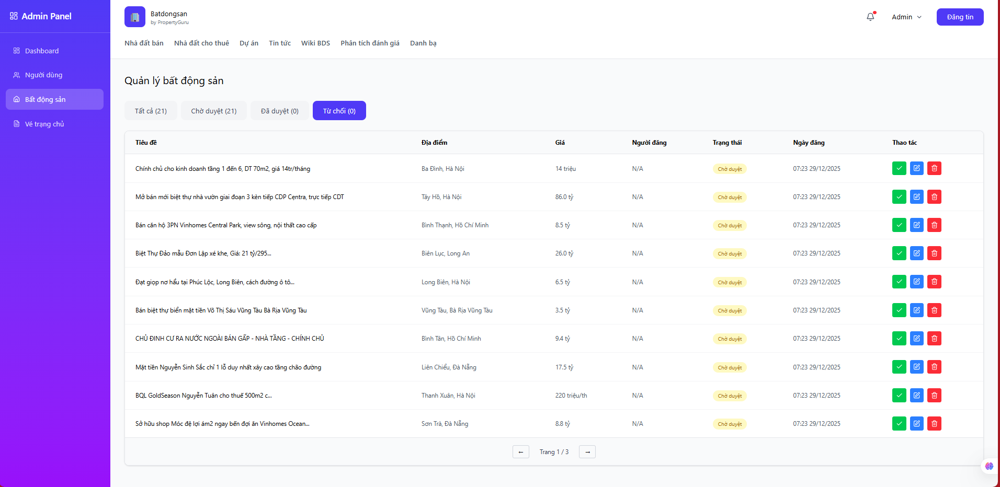 Admin Panel
Dashboard
Người dùng
Bất động sản
Vé trạng chủ
Batdongsan
by PropertyGuru
Admin
Đăng tin
Nhà đất bán Nhà đất cho thuê Dự án Tin tức Wiki BDS Phân tích đánh giá Danh bạ
Quản lý bất động sản
Tất cả (21) Chờ duyệt (21) Đã duyệt (0) Từ chối (0)
Tiêu đề Địa điểm Giá Người đăng Trạng thái Ngày đăng Thao tác
Chính chủ cho kinh doanh tầng 1 đến 6, DT 70m2, giá 14tr/tháng Ba Đình, Hà Nội 14 triệu N/A Chờ duyệt 07:23 29/12/2025
Mở bán mới biệt thự nhà vườn giai đoạn 3 kèn tiếp CDP Cẹntra, trực tiếp CDT Tây Hồ, Hà Nội 86.0 tỷ N/A Chờ duyệt 07:23 29/12/2025
Bán căn hộ 3PN Vinhomes Central Park, view sông, nội thất cao cấp Bình Thạnh, Hồ Chí Minh 8.5 tỷ N/A Chờ duyệt 07:23 29/12/2025
Biệt Thự Đảo mẫu Đơn Lập xé khe, Giá: 21 tỷ/295... Biên Lục, Long An 26.0 tỷ N/A Chờ duyệt 07:23 29/12/2025
Đạt giọp nơ hẩu tại Phúc Lộc, Long Biên, cách đường ô tô... Long Biên, Hà Nội 6.5 tỷ N/A Chờ duyệt 07:23 29/12/2025
Bán biệt thự biển mặt tiền Võ Thị Sáu Vũng Tàu Bà Rịa Vũng Tàu Vũng Tàu, Bà Rịa Vũng Tàu 3.5 tỷ N/A Chờ duyệt 07:23 29/12/2025
CHỦ ĐỊNH CƯ RA NƯỚC NGOÀI BÁN GẤP - NHÀ TẦNG - CHÍNH CHỦ Bình Tân, Hồ Chí Minh 9.4 tỷ N/A Chờ duyệt 07:23 29/12/2025
Mặt tiền Nguyễn Sinh Sắc chỉ 1 lỗ duy nhất xây cao tầng chão đường Liên Chiểu, Đà Nẵng 17.5 tỷ N/A Chờ duyệt 07:23 29/12/2025
BQL GoldSeason Nguyễn Tuân cho thuế 500m2 c... Thanh Xuân, Hà Nội 220 triệu/th N/A Chờ duyệt 07:23 29/12/2025
Sở hữu shop Móc đệ lợi ám2 ngay bến đợi ăn Vinhomes Ocean... Sơn Trà, Đà Nẵng 8.8 tỷ N/A Chờ duyệt 07:23 29/12/2025
← Trang 1 / 3 →